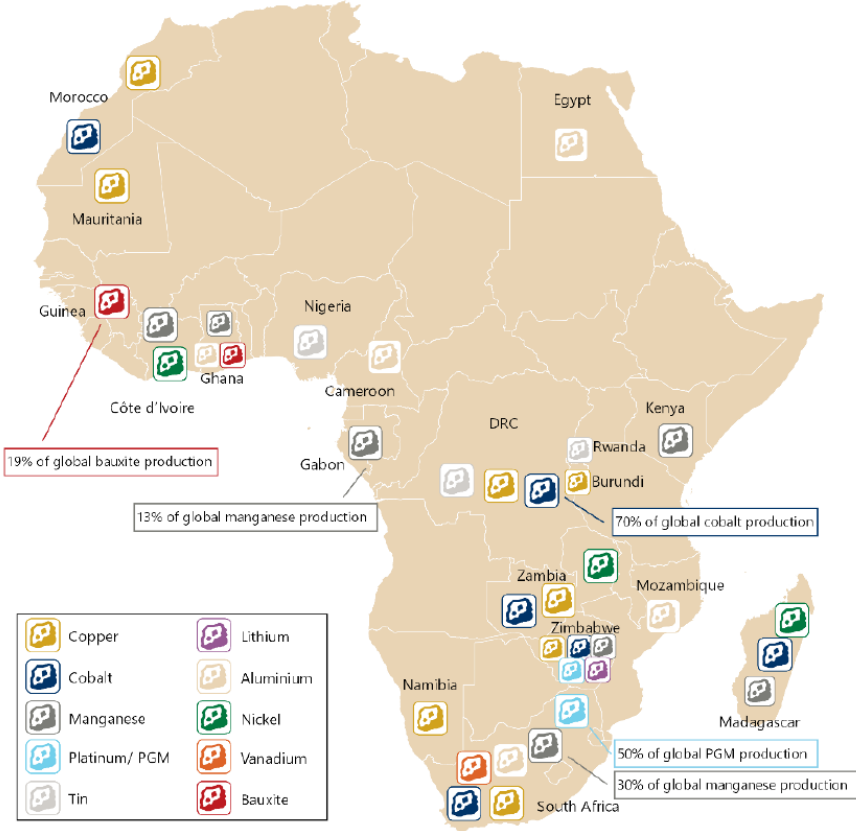 Morocco
Egypt
Mauritania
Guinea
Nigeria
Ghana
Cameroon
Côte d'Ivoire
DRC
Kenya
Rwanda
Gabon
19% of global bauxite production
Burundi
13% of global manganese production
70% of global cobalt production
Zambia
Mozambique
Zimbabwe
Copper
Lithium
Cobalt
Aluminium
Namibia
Manganese
Nickel
Madagascar
Platinum/ PGM
Vanadium
50% of global PGM production
30% of global manganese production
Tin
Bauxite
South Africa